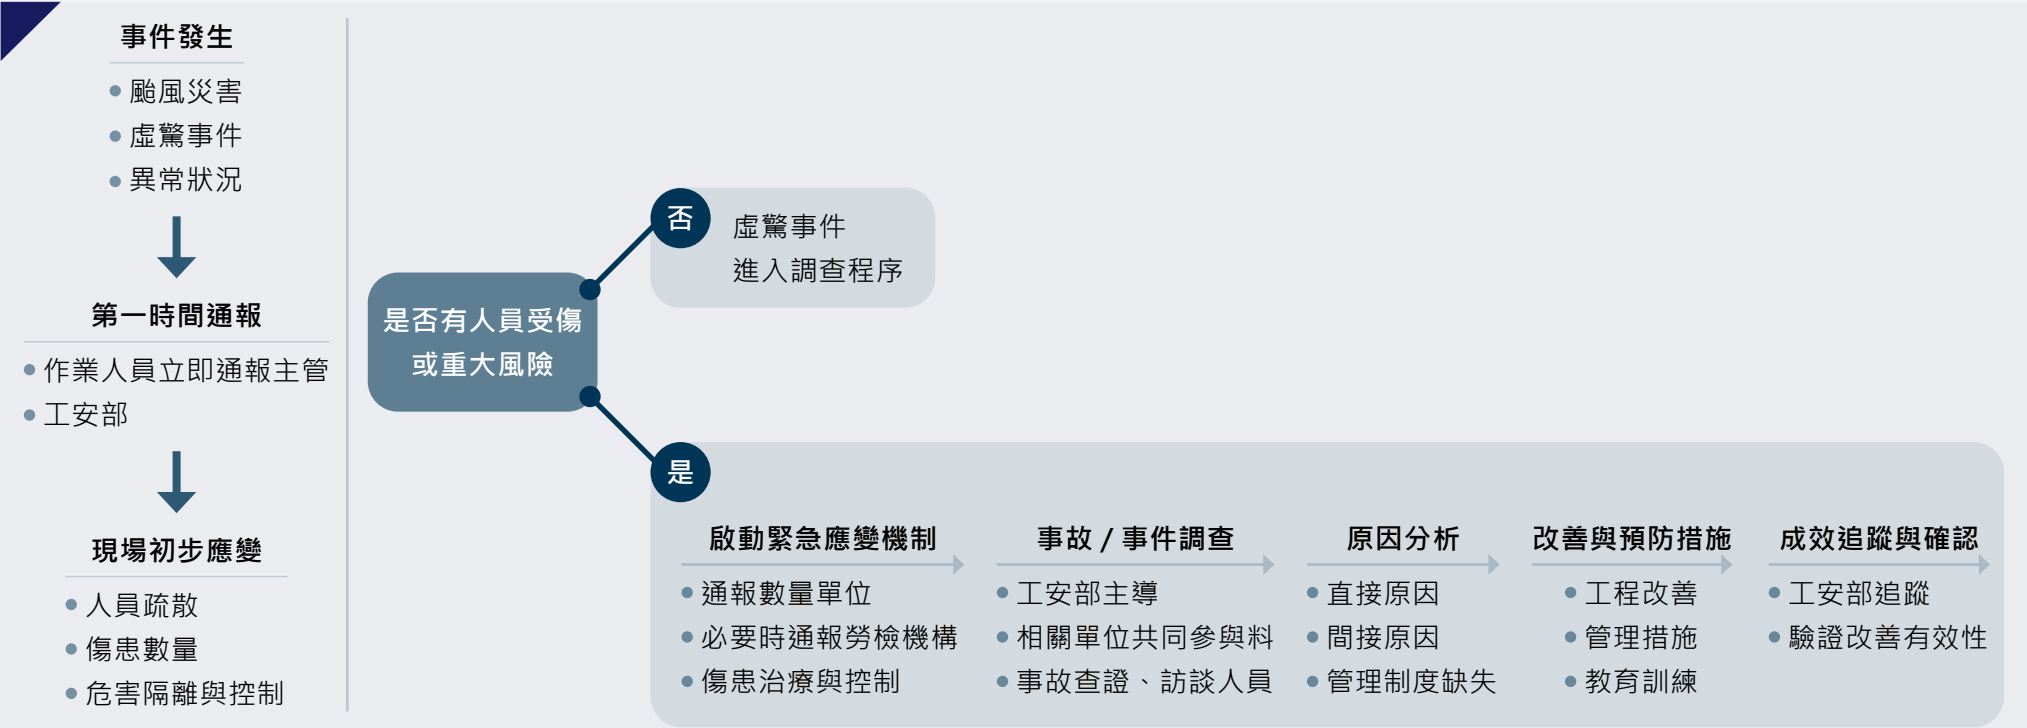 事件發生
颱風災害
虛驚事件
異常狀況
第一時間通報
作業人員立即通報主管
工安部
現場初步應變
人員疏散
傷患數量
危害隔離與控制
是否有人員受傷
或重大風險
否
虛驚事件
進入調查程序
是
啟動緊急應變機制
通報數量單位
必要時通報勞檢機構
傷患治療與控制
事故 / 事件調查
工安部主導
相關單位共同參與料
事故查證、訪談人員
原因分析
直接原因
間接原因
管理制度缺失
改善與預防措施
工程改善
管理措施
教育訓練
成效追蹤與確認
工安部追蹤
驗證改善有效性